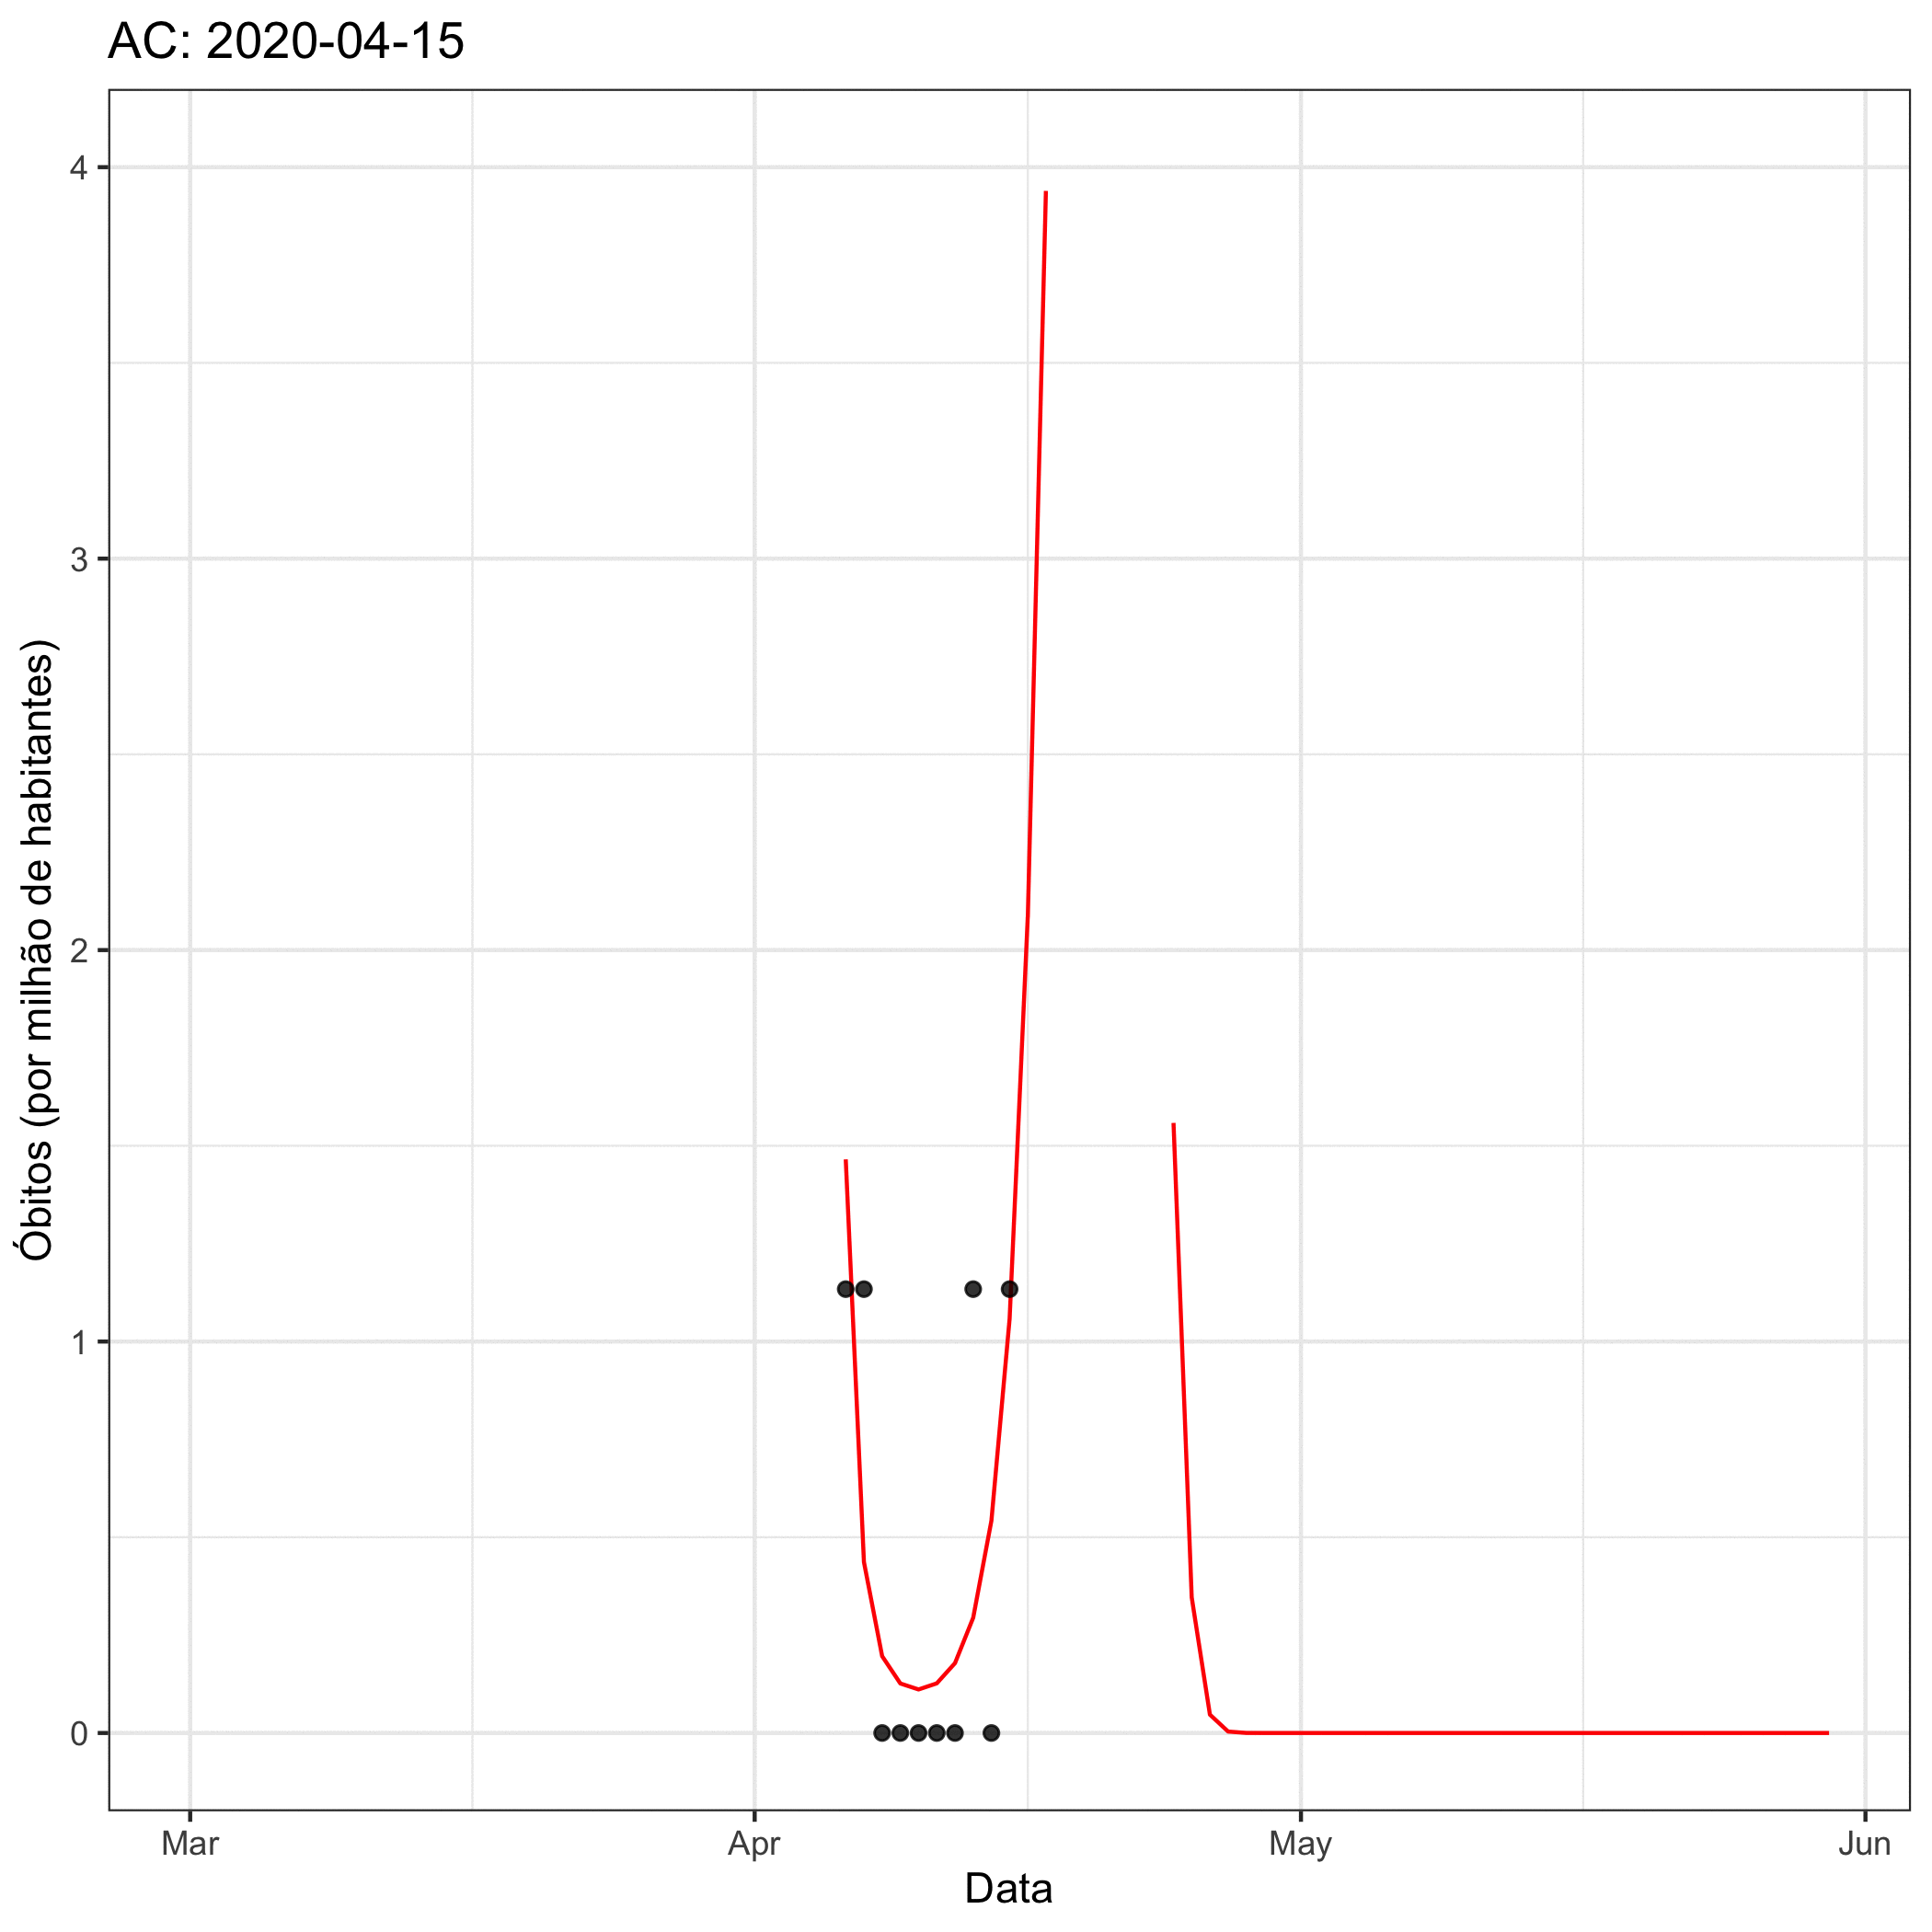 AC: 2020-04-15
Óbitos (por milhão de habitantes)
4
3
2
1
0
Mar
Apr
May
Jun
Data